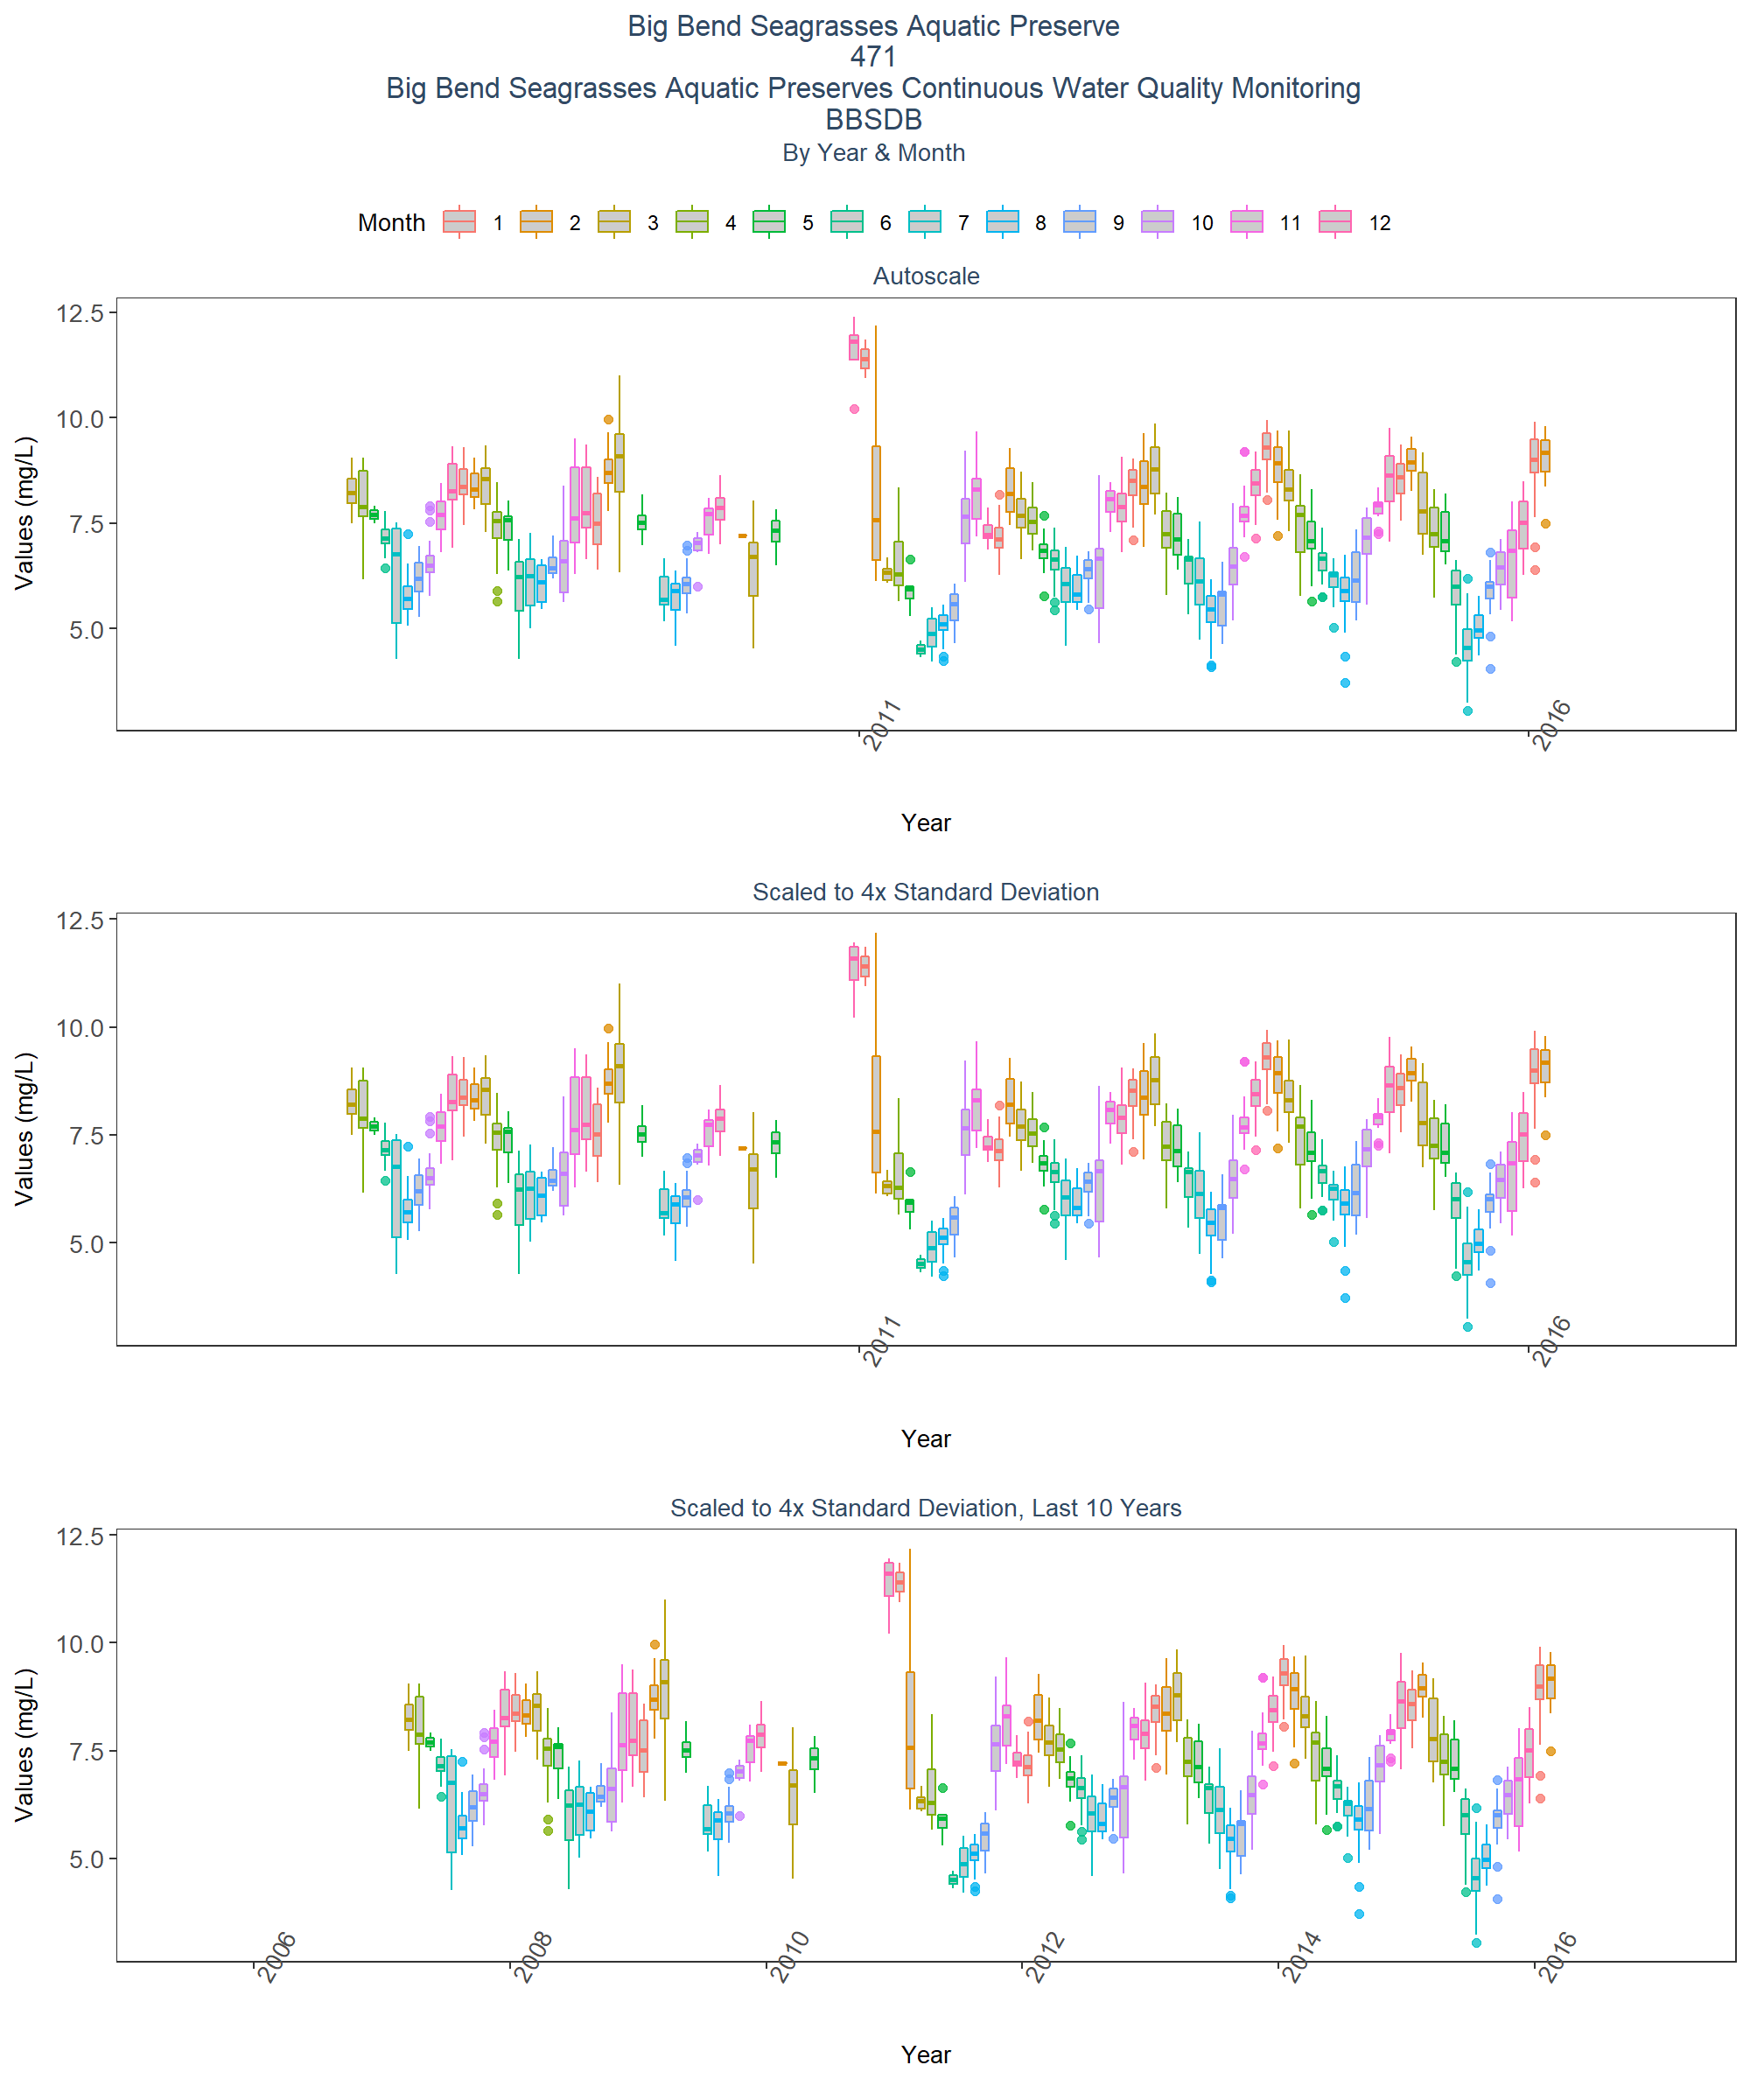 Big Bend Seagrasses Aquatic Preserve
471
Big Bend Seagrasses Aquatic Preserves Continuous Water Quality Monitoring
BBSDB
By Year & Month
Month 1 2 3 4 5 6 7 8 9 10 11 12
Autoscale
12.5
10.0
7.5
5.0
Values (mg/L)
2011 2016
Year
Scaled to 4x Standard Deviation
12.5
10.0
7.5
5.0
Values (mg/L)
2011 2016
Year
Scaled to 4x Standard Deviation, Last 10 Years
12.5
10.0
7.5
5.0
Values (mg/L)
2006 2008 2010 2012 2014 2016
Year